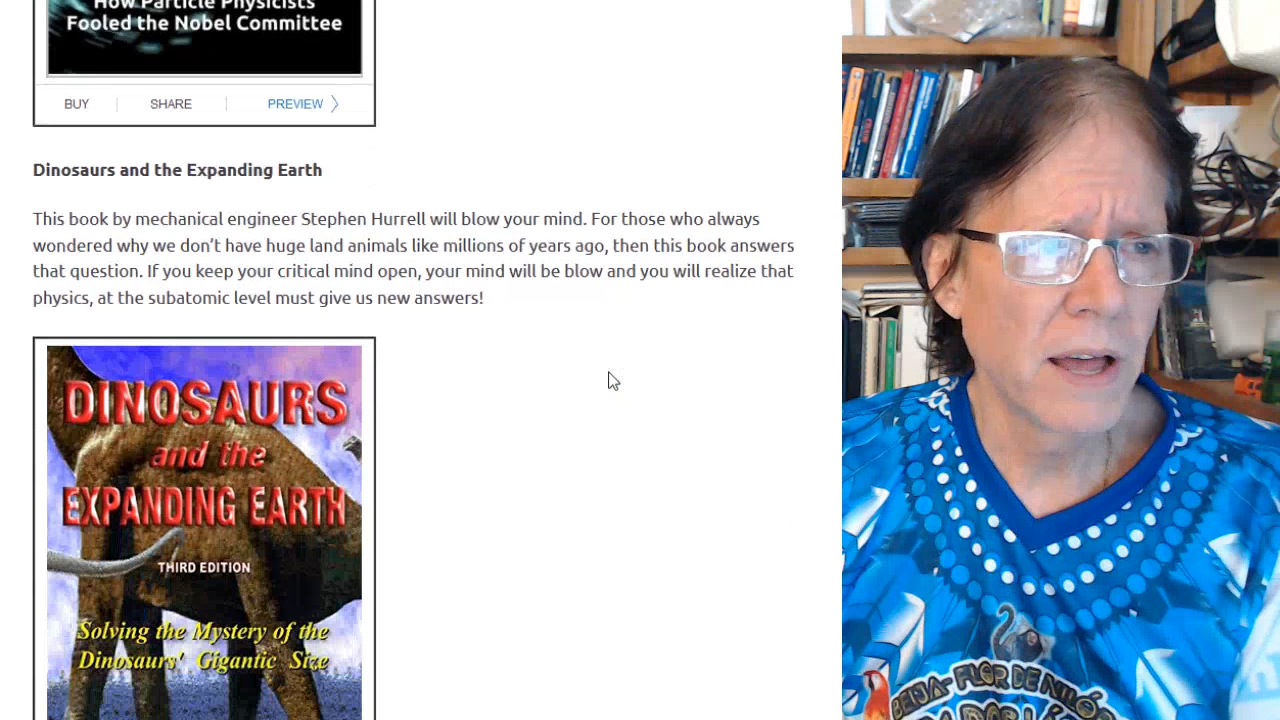 How Particle Physicists
Fooled the Nobel Committee
BUY SHARE PREVIEW
Dinosaurs and the Expanding Earth
This book by mechanical engineer Stephen Hurrell will blow your mind. For those who always
wondered why we don’t have huge land animals like millions of years ago, then this book answers
that question. If you keep your critical mind open, your mind will be blow and you will realize that
physics, at the subatomic level must give us new answers!
DINOSAURS
and the
EXPANDING EARTH
THIRD EDITION
Solving the Mystery of the
Dinosaurs' Gigantic Size
BEIJA-FLOR DE NILÓ